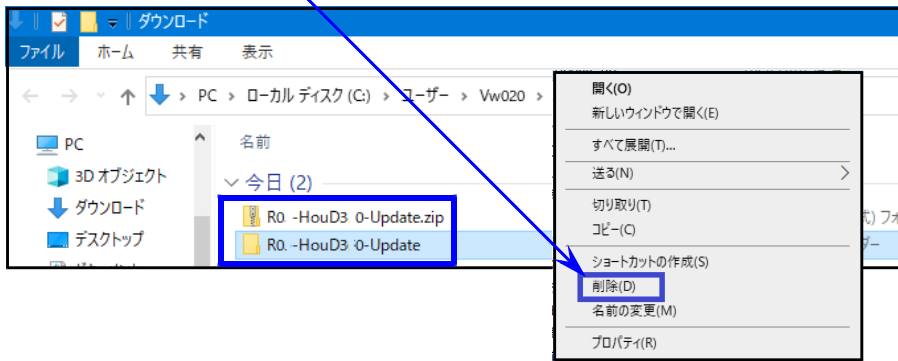 ダウンロード
ファイル ホーム 共有 表示
PC › ローカル ディスク (C:) › ユーザー › Vw020 ›
PC
名前
3D オブジェクト
今日 (2)
ダウンロード
R0. -HouD3 0-Update.zip
デスクトップ
R0. -HouD3 0-Update
開く(O)
新しいウィンドウで開く(E)
すべて展開(T)...
送る(N)
切り取り(T)
コピー(C)
ショートカットの作成(S)
削除(D)
名前の変更(M)
プロパティ(R)